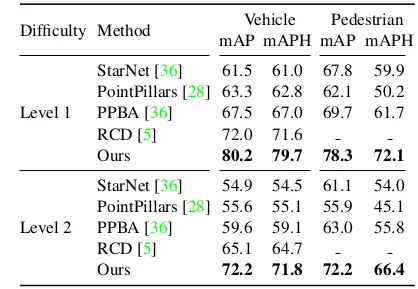 Vehicle Pedestrian
Difficulty Method
mAP mAPH mAP mAPH
StarNet [36] 61.5 61.0 67.8 59.9
PointPillars [28] 63.3 62.8 62.1 50.2
Level 1 PPBA [36] 67.5 67.0 69.7 61.7
RCD [5] 72.0 71.6 - -
Ours 80.2 79.7 78.3 72.1
StarNet [36] 54.9 54.5 61.1 54.0
PointPillars [28] 55.6 55.1 55.9 45.1
Level 2 PPBA [36] 59.6 59.1 63.0 55.8
RCD [5] 65.1 64.7 - -
Ours 72.2 71.8 72.2 66.4